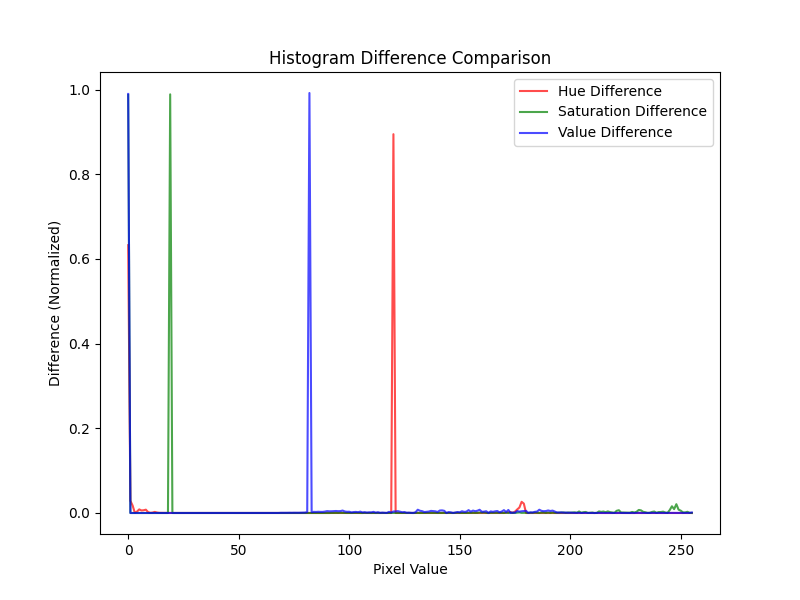 Histogram Difference Comparison
Hue Difference
Saturation Difference
Value Difference
Difference (Normalized)
1.0
0.8
0.6
0.4
0.2
0.0
0 50 100 150 200 250
Pixel Value